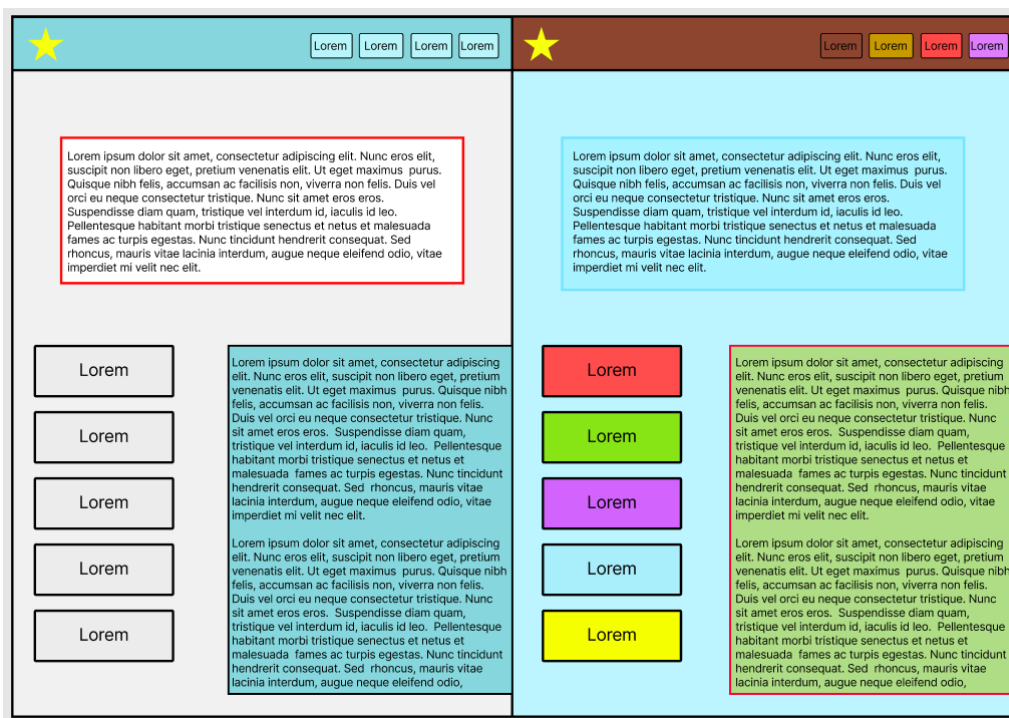 Lorem
Lorem
Lorem
Lorem
Lorem ipsum dolor sit amet, consectetur adipiscing elit. Nunc eros elit,
suscipit non libero eget, pretium venenatis elit. Ut eget maximus  purus.
Quisque nibh felis, accumsan ac facilisis non, viverra non felis. Duis vel
orci eu neque consectetur tristique. Nunc sit amet eros eros.
Suspendisse diam quam, tristique vel interdum id, iaculis id leo.
Pellentesque habitant morbi tristique senectus et netus et malesuada
fames ac turpis egestas. Nunc tincidunt hendrerit consequat. Sed
rhoncus, mauris vitae lacinia interdum, augue neque eleifend odio, vitae
imperdiet mi velit nec elit.
Lorem
Lorem
Lorem
Lorem
Lorem
Lorem ipsum dolor sit amet, consectetur adipiscing
elit. Nunc eros elit, suscipit non libero eget, pretium
venenatis elit. Ut eget maximus  purus. Quisque nibh
felis, accumsan ac facilisis non, viverra non felis.
Duis vel orci eu neque consectetur tristique. Nunc
sit amet eros eros.  Suspendisse diam quam,
tristique vel interdum id, iaculis id leo.  Pellentesque
habitant morbi tristique senectus et netus et
malesuada  fames ac turpis egestas. Nunc tincidunt
hendrerit consequat. Sed  rhoncus, mauris vitae
lacinia interdum, augue neque eleifend odio, vitae
imperdiet mi velit nec elit.
Lorem ipsum dolor sit amet, consectetur adipiscing
elit. Nunc eros elit, suscipit non libero eget, pretium
venenatis elit. Ut eget maximus  purus. Quisque nibh
felis, accumsan ac facilisis non, viverra non felis.
Duis vel orci eu neque consectetur tristique. Nunc
sit amet eros eros.  Suspendisse diam quam,
tristique vel interdum id, iaculis id leo.  Pellentesque
habitant morbi tristique senectus et netus et
malesuada  fames ac turpis egestas. Nunc tincidunt
hendrerit consequat. Sed  rhoncus, mauris vitae
lacinia interdum, augue neque eleifend odio,
Lorem
Lorem
Lorem
Lorem
Lorem ipsum dolor sit amet, consectetur adipiscing elit. Nunc eros elit,
suscipit non libero eget, pretium venenatis elit. Ut eget maximus  purus.
Quisque nibh felis, accumsan ac facilisis non, viverra non felis. Duis vel
orci eu neque consectetur tristique. Nunc sit amet eros eros.
Suspendisse diam quam, tristique vel interdum id, iaculis id leo.
Pellentesque habitant morbi tristique senectus et netus et malesuada
fames ac turpis egestas. Nunc tincidunt hendrerit consequat. Sed
rhoncus, mauris vitae lacinia interdum, augue neque eleifend odio, vitae
imperdiet mi velit nec elit.
Lorem
Lorem
Lorem
Lorem
Lorem
Lorem ipsum dolor sit amet, consectetur adipiscing
elit. Nunc eros elit, suscipit non libero eget, pretium
venenatis elit. Ut eget maximus  purus. Quisque nibh
felis, accumsan ac facilisis non, viverra non felis.
Duis vel orci eu neque consectetur tristique. Nunc
sit amet eros eros.  Suspendisse diam quam,
tristique vel interdum id, iaculis id leo.  Pellentesque
habitant morbi tristique senectus et netus et
malesuada  fames ac turpis egestas. Nunc tincidunt
hendrerit consequat. Sed  rhoncus, mauris vitae
lacinia interdum, augue neque eleifend odio, vitae
imperdiet mi velit nec elit.
Lorem ipsum dolor sit amet, consectetur adipiscing
elit. Nunc eros elit, suscipit non libero eget, pretium
venenatis elit. Ut eget maximus  purus. Quisque nibh
felis, accumsan ac facilisis non, viverra non felis.
Duis vel orci eu neque consectetur tristique. Nunc
sit amet eros eros.  Suspendisse diam quam,
tristique vel interdum id, iaculis id leo.  Pellentesque
habitant morbi tristique senectus et netus et
malesuada  fames ac turpis egestas. Nunc tincidunt
hendrerit consequat. Sed  rhoncus, mauris vitae
lacinia interdum, augue neque eleifend odio,